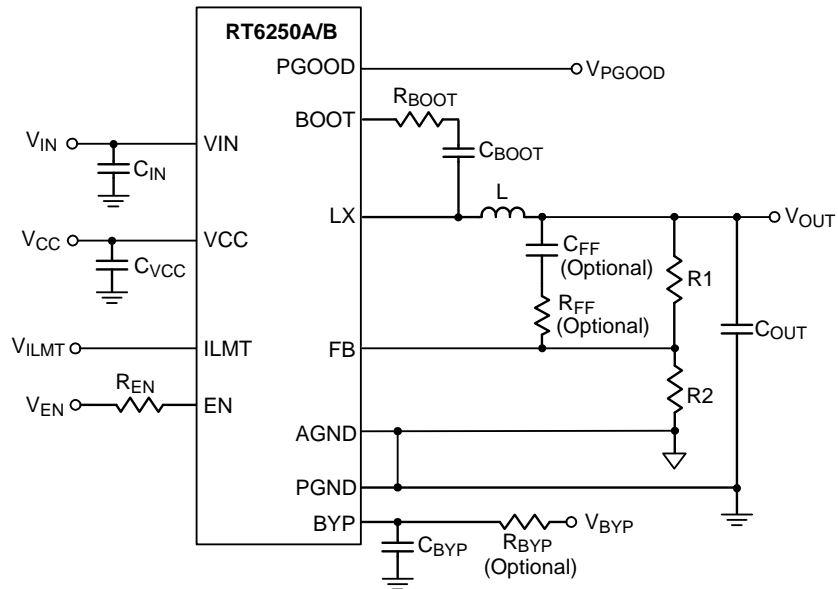 RT6250A/B
PGOOD
VPGOOD
RBOOT
BOOT
CBOOT
VIN
VIN
CIN
L
LX
VOUT
VCC
VCC
CVCC
CFF
(Optional)
R1
RFF
(Optional)
COUT
VILMT
ILMT
FB
REN
VEN
EN
R2
AGND
PGND
BYP
VBYP
CBYP
RBYP
(Optional)